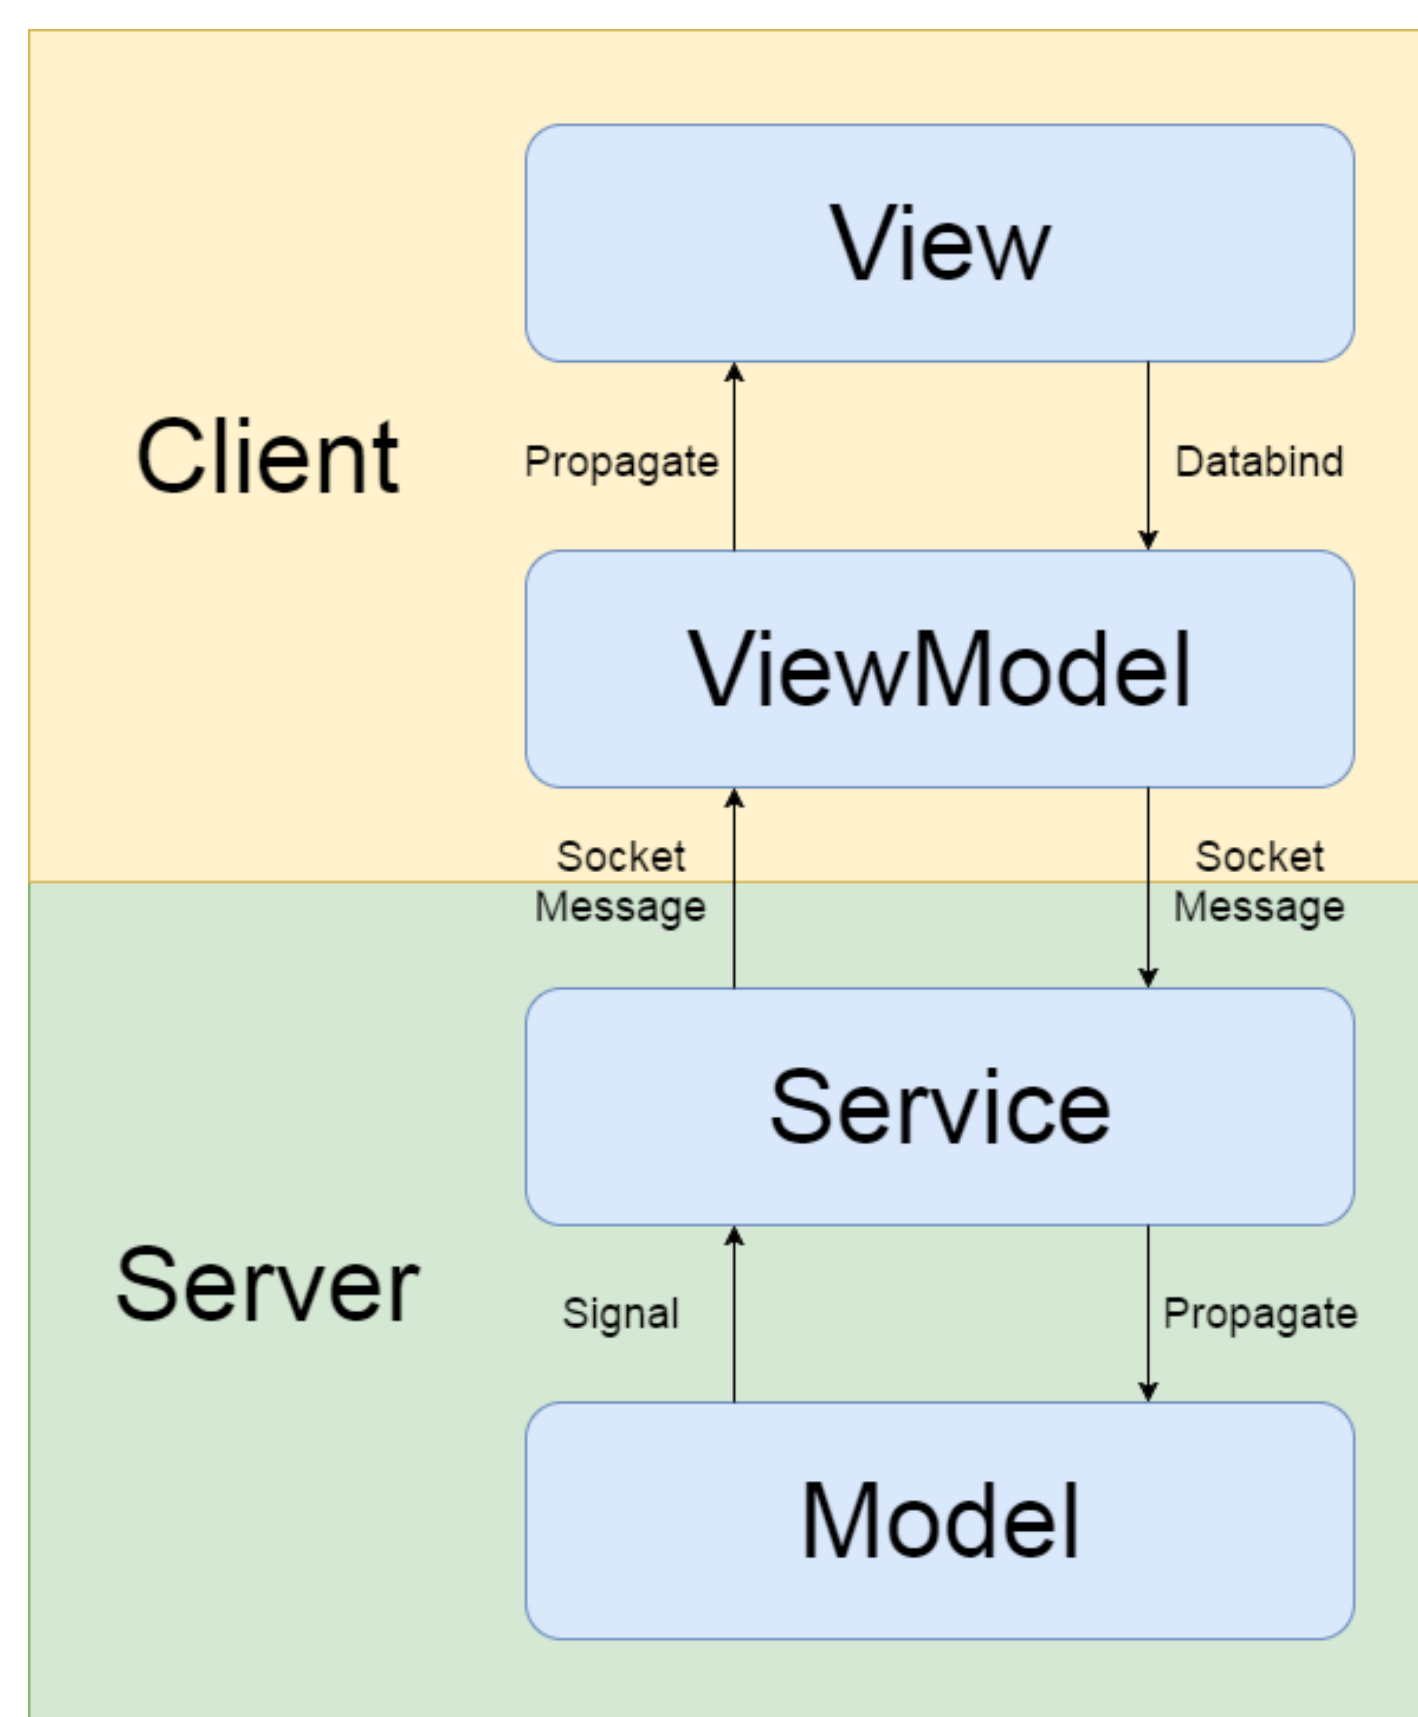 View
Client
Propagate
Databind
ViewModel
Socket
Message
Socket
Message
Service
Server
Signal
Propagate
Model